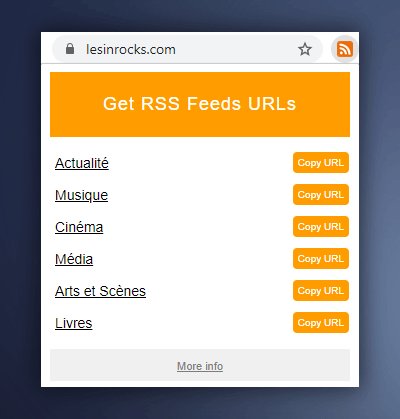 lesinrocks.com
Get RSS Feeds URLs
Actualité Copy URL
Musique Copy URL
Cinéma Copy URL
Média Copy URL
Arts et Scènes Copy URL
Livres Copy URL
More info